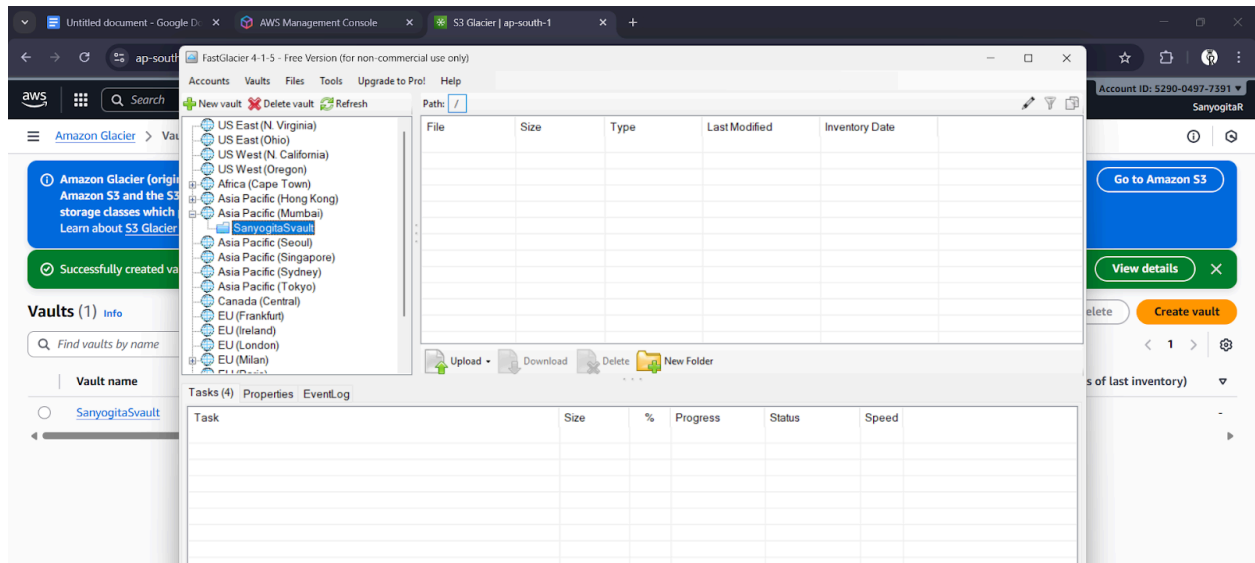 Untitled document - Google Do
AWS Management Console
S3 Glacier | ap-south-1
ap-south
FastGlacier 4-1-5 - Free Version (for non-commercial use only)
Accounts Vaults Files Tools Upgrade to Pro! Help
aws
Search
Account ID: 5290-0497-7391
SanyogitaR
New vault Delete vault Refresh
Path: /
Amazon Glacier > Vau
US East (N. Virginia)
US East (Ohio)
US West (N. California)
US West (Oregon)
Africa (Cape Town)
Asia Pacific (Hong Kong)
Asia Pacific (Mumbai)
SanyogitaSvault
Asia Pacific (Seoul)
Asia Pacific (Singapore)
Asia Pacific (Sydney)
Asia Pacific (Tokyo)
Canada (Central)
EU (Frankfurt)
EU (Ireland)
EU (London)
EU (Milan)
File Size Type Last Modified Inventory Date
Amazon Glacier (origin
Amazon S3 and the S3
storage classes which
Learn about S3 Glacier
Go to Amazon S3
Successfully created va
View details
Vaults (1) Info
elete
Create vault
Find vaults by name
1
Vault name
s of last inventory)
SanyogitaSvault
-
Upload Download Delete New Folder
Tasks (4) Properties EventLog
Task Size % Progress Status Speed